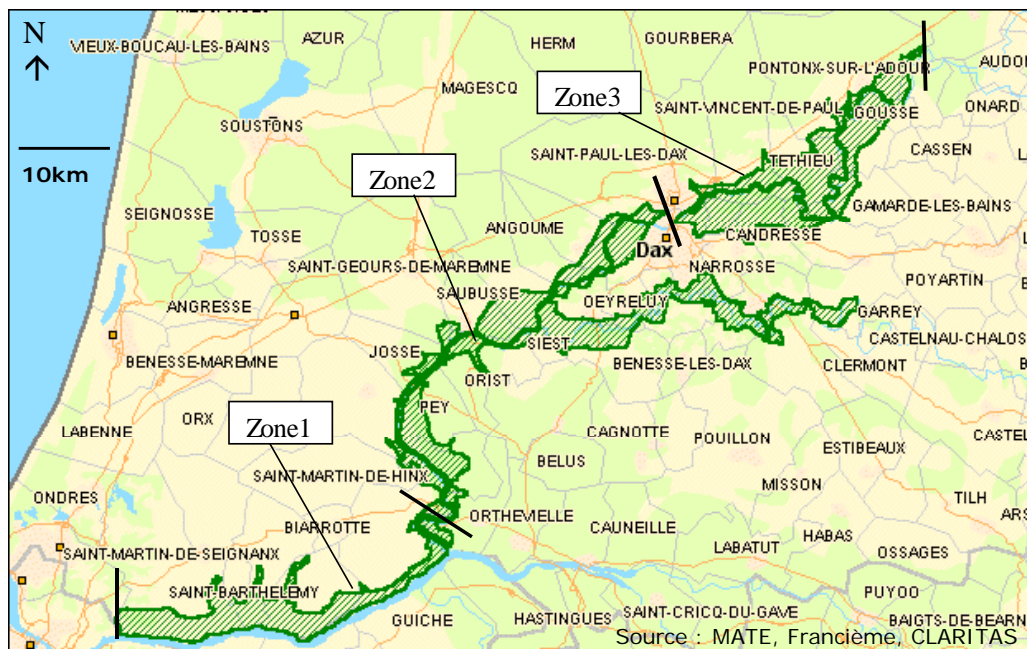 N
AZUR
HERM
GOURBERA
VIEUX-BOUCAU-LES-BAINS
PONTONX-SUR-L'ADOUR
AUDO
MAGESCQ
Zone3
SAINT-VINCENT-DE-PAUL
GOUSSE
ONARD
SOUSTONS
CASSEN
10km
SAINT-PAUL-LES-DAX
TETHIEU
Zone2
SEIGNOSSE
ANGOUME
GAMARDE-LES-BAINS
TOSSE
CANDRESSE
Dax
SAINT-GEOURS-DE-MAREMNE
NARROSSE
POYARTIN
SAUBUSSE
OEYRELUY
ANGRESSE
GARREY
SIEST
CASTELNAU-CHALOS
JOSSE
BENESSE-MAREMNE
BENESSE-LES-DAX
CLERMONT
ORIST
PEY
ORX
LABENNE
Zone1
CAGNOTTE
POUILLON
CASTEL
ESTIBEAUX
BELUS
SAINT-MARTIN-DE-HINX
MISSON
ONDRES
TILH
ORTHEVIELLE
ARS
BIARROTTE
CAUNEILLE
HABAS
LABATUT
OSSAGES
SAINT-MARTIN-DE-SEIGNANX
SAINT-BARTHELEMY
PUYOO
GUICHE
HASTINGUES
SAINT-CRICQ-DU-GAVE
BAIGTS-DE-BEARN
Source : MATE, Francième, CLARITAS